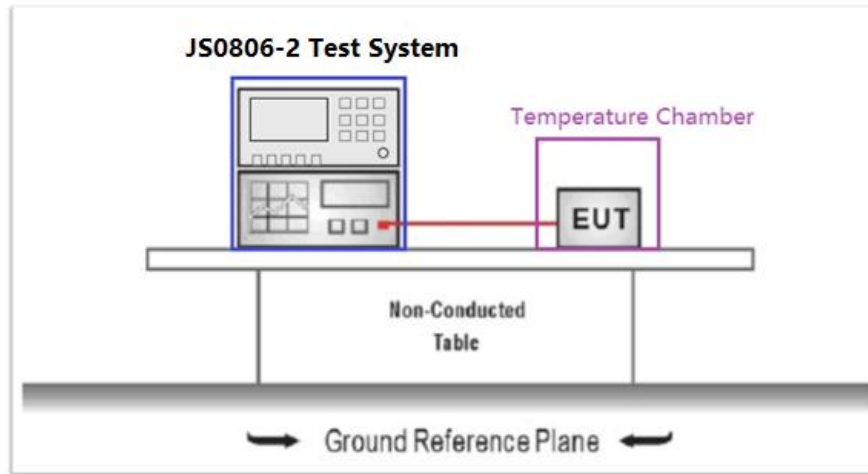 JS0806-2 Test System
Temperature Chamber
EUT
Non-Conducted
Table
Ground Reference Plane